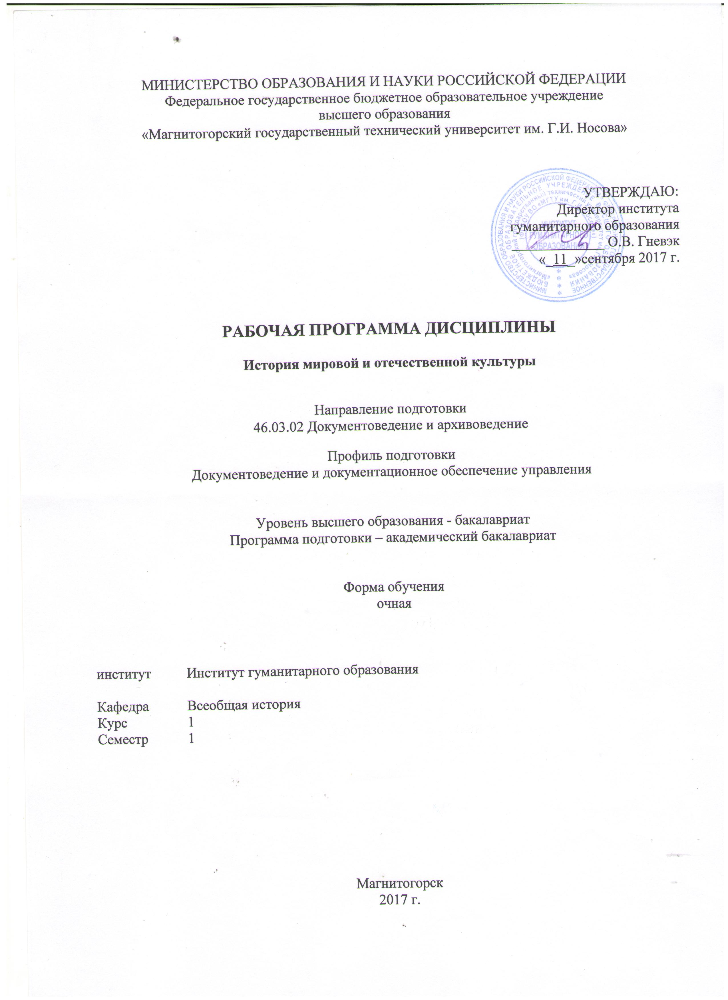 МИНИСТЕРСТВО ОБРАЗОВАНИЯ И НАУКИ РОССИЙСКОЙ ФЕДЕРАЦИИ
Федеральное государственное бюджетное образовательное учреждение
высшего образования
«Магнитогорский государственный технический университет им. Г.И. Носова»
УТВЕРЖДАЮ:
Директор института
гуманитарного образования
О.В. Гневэк
«_11_»сентября 2017 г.
ИНСТИТУТ
ГУМАНИТАРНОГО
ОБРАЗОВАНИЯ
РАБОЧАЯ ПРОГРАММА ДИСЦИПЛИНЫ
История мировой и отечественной культуры
Направление подготовки
46.03.02 Документоведение и архивоведение
Профиль подготовки
Документоведение и документационное обеспечение управления
Уровень высшего образования - бакалавриат
Программа подготовки – академический бакалавриат
Форма обучения
очная
институт Институт гуманитарного образования
Кафедра Всеобщая история
Курс 1
Семестр 1
Магнитогорск
2017 г.